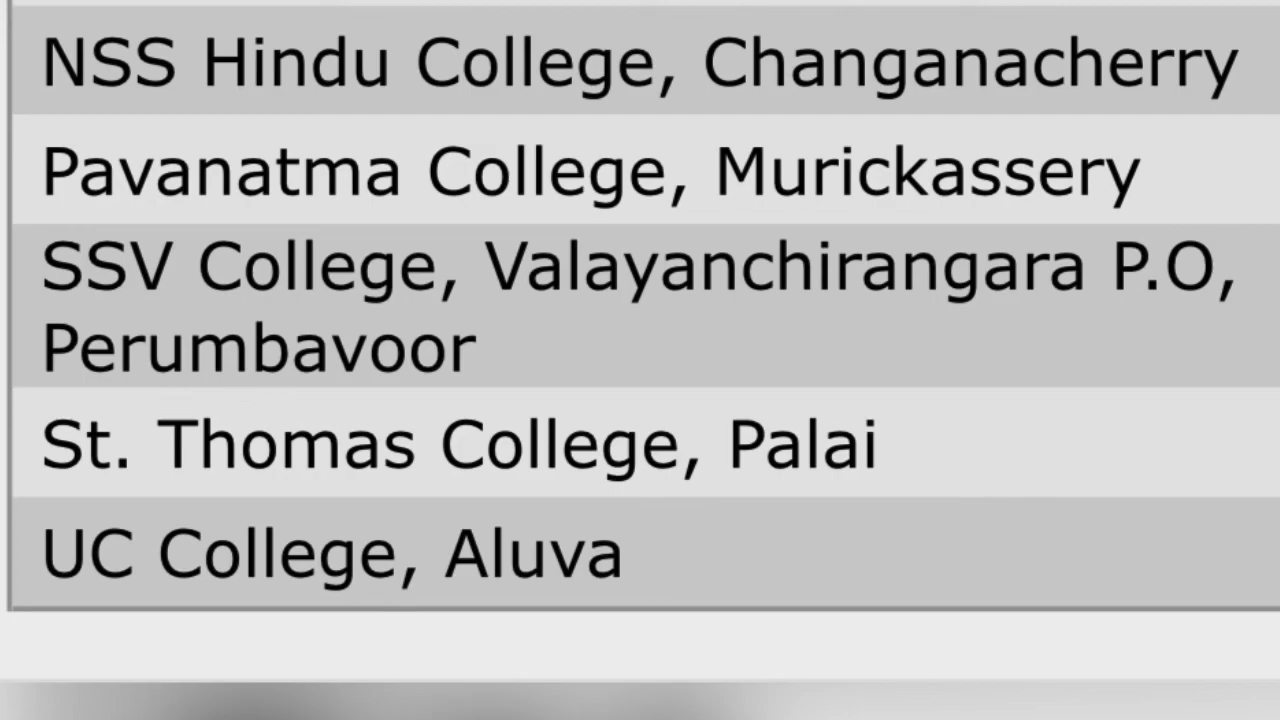 NSS Hindu College, Changanacherry
Pavanatma College, Murickassery
SSV College, Valayanchirangara P.O,
Perumbavoor
St. Thomas College, Palai
UC College, Aluva